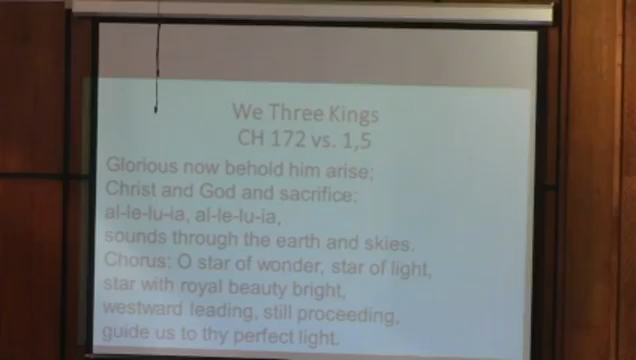 We Three Kings
CH 172 vs. 1,5
Glorious now behold him arise;
Christ and God and sacrifice:
al-le-lu-ia, al-le-lu-ia,
sounds through the earth and skies.
Chorus: O star of wonder, star of light,
star with royal beauty bright,
westward leading, still proceeding,
guide us to thy perfect light.